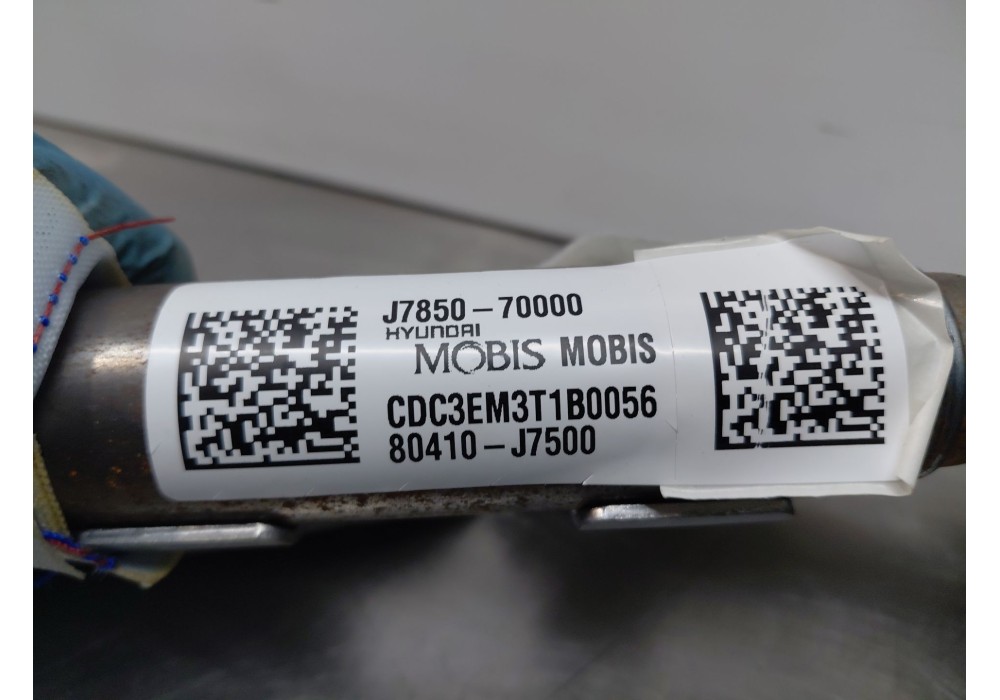 J7850-70000
HYUNDAI
MOBIS MOBIS
CDC3EM3T1B0056
80410-J7500